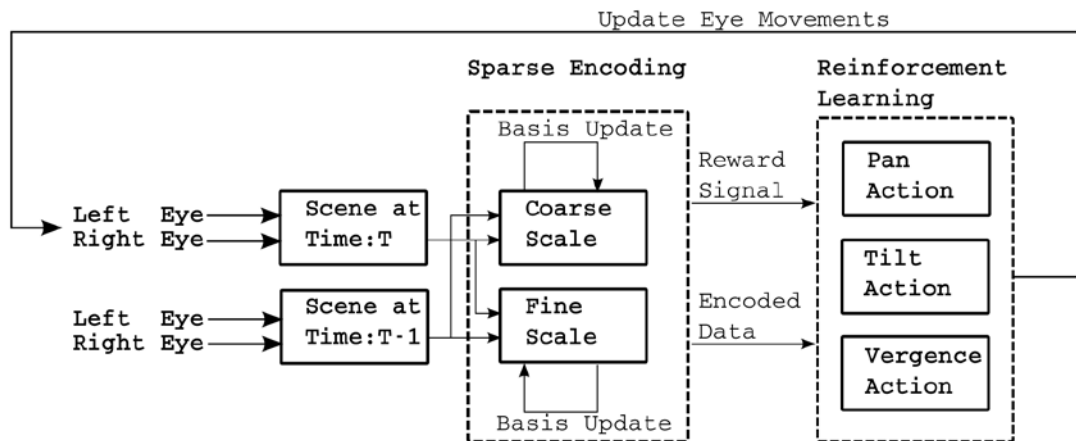 Update Eye Movements
Sparse Encoding
Reinforcement
Learning
Basis Update
Reward
Signal
Pan
Action
Left Eye
Right Eye
Scene at
Time:T
Coarse
Scale
Tilt
Action
Left Eye
Right Eye
Scene at
Time:T-1
Fine
Scale
Encoded
Data
Vergence
Action
Basis Update